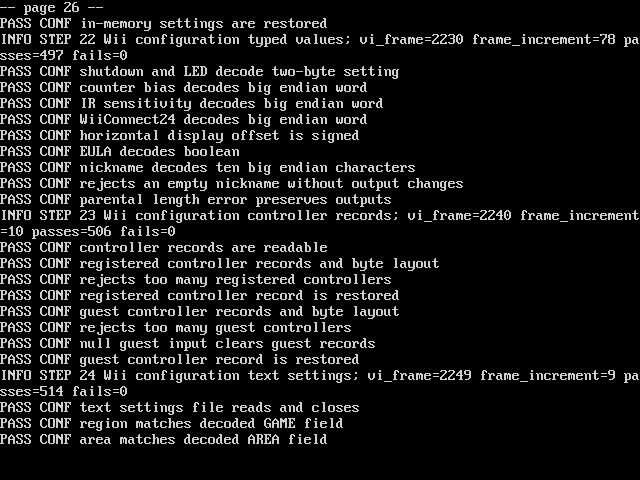 -- page 26 --
PASS CONF in-memory settings are restored
INFO STEP 22 Wii configuration typed values; vi_frame=2230 frame_increment=78 pa
sses=497 fails=0
PASS CONF shutdown and LED decode two-byte setting
PASS CONF counter bias decodes big endian word
PASS CONF IR sensitivity decodes big endian word
PASS CONF WiiConnect24 decodes big endian word
PASS CONF horizontal display offset is signed
PASS CONF EULA decodes boolean
PASS CONF nickname decodes ten big endian characters
PASS CONF rejects an empty nickname without output changes
PASS CONF parental length error preserves outputs
INFO STEP 23 Wii configuration controller records; vi_frame=2240 frame_increment
=10 passes=506 fails=0
PASS CONF controller records are readable
PASS CONF registered controller records and byte layout
PASS CONF rejects too many registered controllers
PASS CONF registered controller record is restored
PASS CONF guest controller records and byte layout
PASS CONF rejects too many guest controllers
PASS CONF null guest input clears guest records
PASS CONF guest controller record is restored
INFO STEP 24 Wii configuration text settings; vi_frame=2249 frame_increment=9 pa
sses=514 fails=0
PASS CONF text settings file reads and closes
PASS CONF region matches decoded GAME field
PASS CONF area matches decoded AREA field